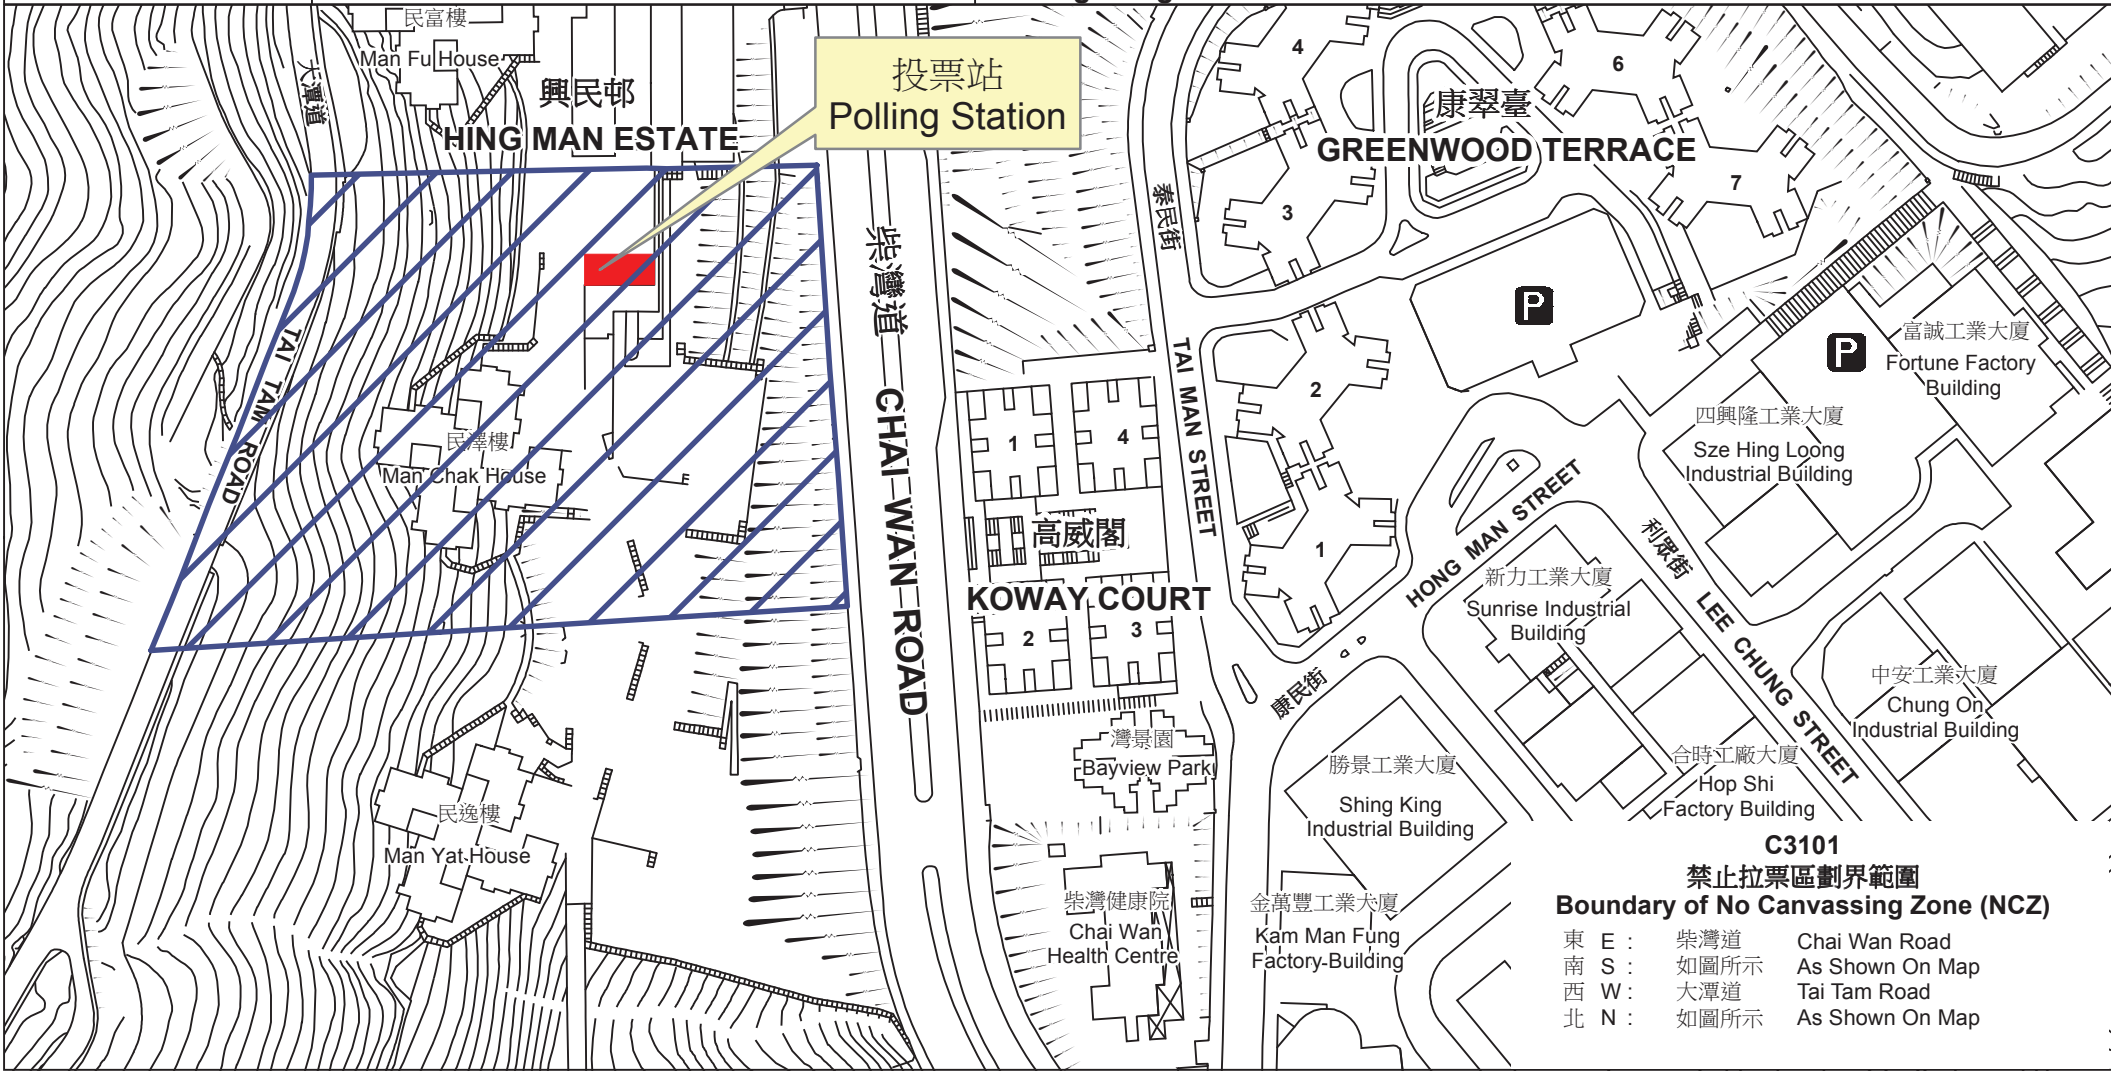 民富樓
Man Fu House
大潭道
興民邨
HING MAN ESTATE
投票站
Polling Station
4
6
康翠臺
GREENWOOD TERRACE
7
3
泰民街
柴灣道
CHAI WAN ROAD
TAI TAM ROAD
TAI MAN STREET
2
1
P
P
富誠工業大廈
Fortune Factory
Building
四興隆工業大廈
Sze Hing Loong
Industrial Building
民澤樓
Man Chak House
1
4
高威閣
KOWAY COURT
2
3
HONG MAN STREET
康民街
利眾街
LEE CHUNG STREET
新力工業大廈
Sunrise Industrial
Building
中安工業大廈
Chung On
Industrial Building
合時工廠大廈
Hop Shi
Factory Building
灣景園
Bayview Park
勝景工業大廈
Shing King
Industrial Building
民逸樓
Man Yat House
柴灣健康院
Chai Wan
Health Centre
金萬豐工業大廈
Kam Man Fung
Factory Building
C3101
禁止拉票區劃界範圍
Boundary of No Canvassing Zone (NCZ)
東 E : 柴灣道 Chai Wan Road
南 S : 如圖所示 As Shown On Map
西 W : 大潭道 Tai Tam Road
北 N : 如圖所示 As Shown On Map